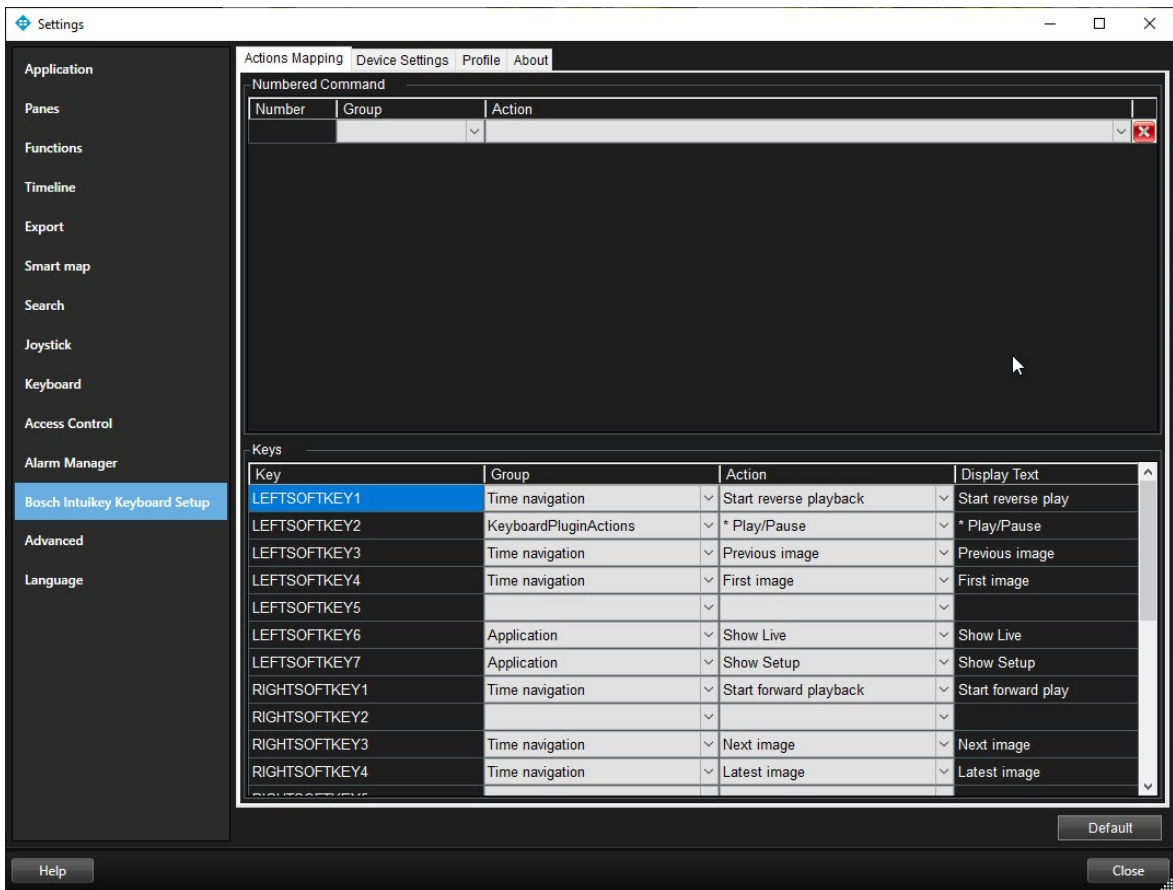 Settings
Application
Panes
Functions
Timeline
Export
Smart map
Search
Joystick
Keyboard
Access Control
Alarm Manager
Bosch Intuikey Keyboard Setup
Advanced
Language
Actions Mapping Device Settings Profile About
Numbered Command
Number Group Action
Keys
Key Group Action Display Text
LEFTSOFTKEY1 Time navigation Start reverse playback Start reverse play
LEFTSOFTKEY2 KeyboardPluginActions * Play/Pause * Play/Pause
LEFTSOFTKEY3 Time navigation Previous image Previous image
LEFTSOFTKEY4 Time navigation First image First image
LEFTSOFTKEY5
LEFTSOFTKEY6 Application Show Live Show Live
LEFTSOFTKEY7 Application Show Setup Show Setup
RIGHTSOFTKEY1 Time navigation Start forward playback Start forward play
RIGHTSOFTKEY2
RIGHTSOFTKEY3 Time navigation Next image Next image
RIGHTSOFTKEY4 Time navigation Latest image Latest image
Default
Help Close